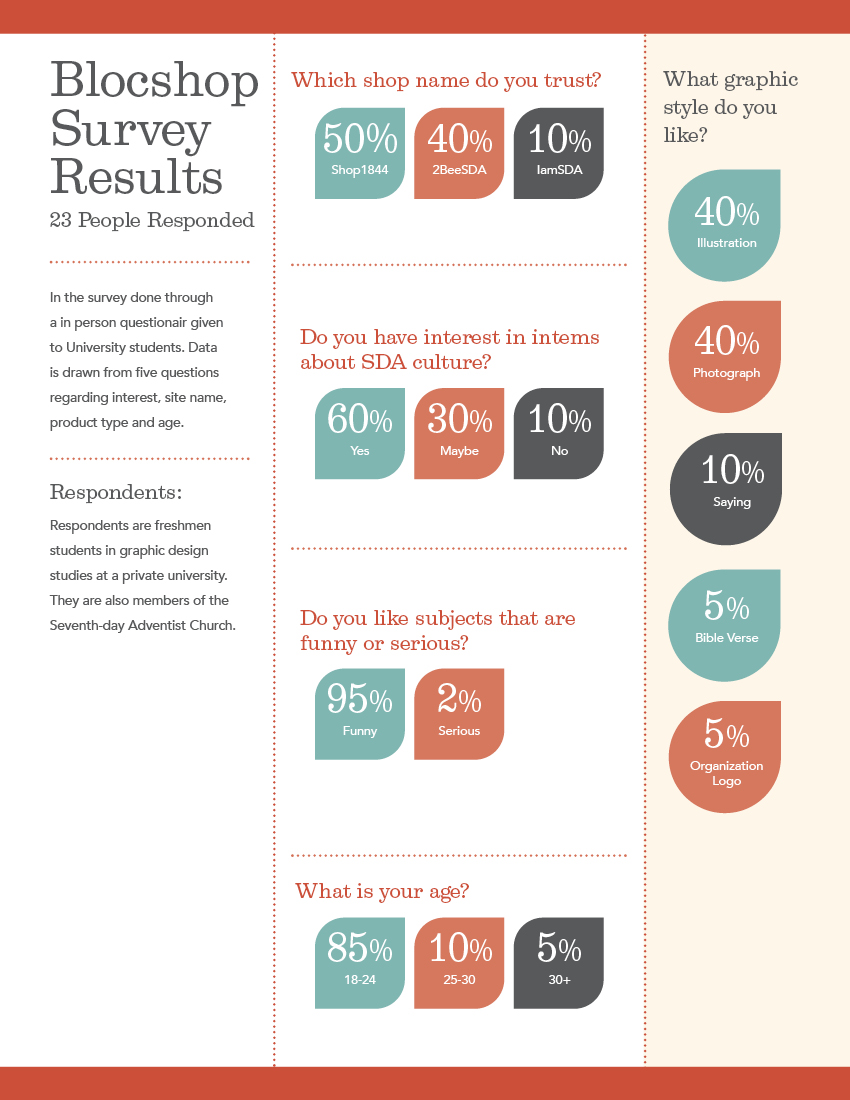 Blocshop
Survey
Results
23 People Responded
In the survey done through
a in person questionair given
to University students. Data
is drawn from five questions
regarding interest, site name,
product type and age.
Respondents:
Respondents are freshmen
students in graphic design
studies at a private university.
They are also members of the
Seventh-day Adventist Church.
Which shop name do you trust?
50% 40% 10%
Shop1844 2BeeSDA IamSDA
Do you have interest in intems
about SDA culture?
60% 30% 10%
Yes Maybe No
Do you like subjects that are
funny or serious?
95% 2%
Funny Serious
What is your age?
85% 10% 5%
18-24 25-30 30+
What graphic
style do you
like?
40%
Illustration
40%
Photograph
10%
Saying
5%
Bible Verse
5%
Organization
Logo